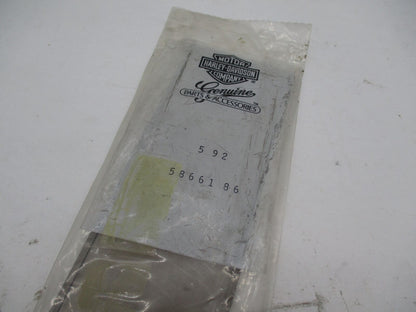 MOTOR
HARLEY-DAVIDSON
COMPANY
Genuine
PARTS & ACCESSORIES
5 92
58661 86